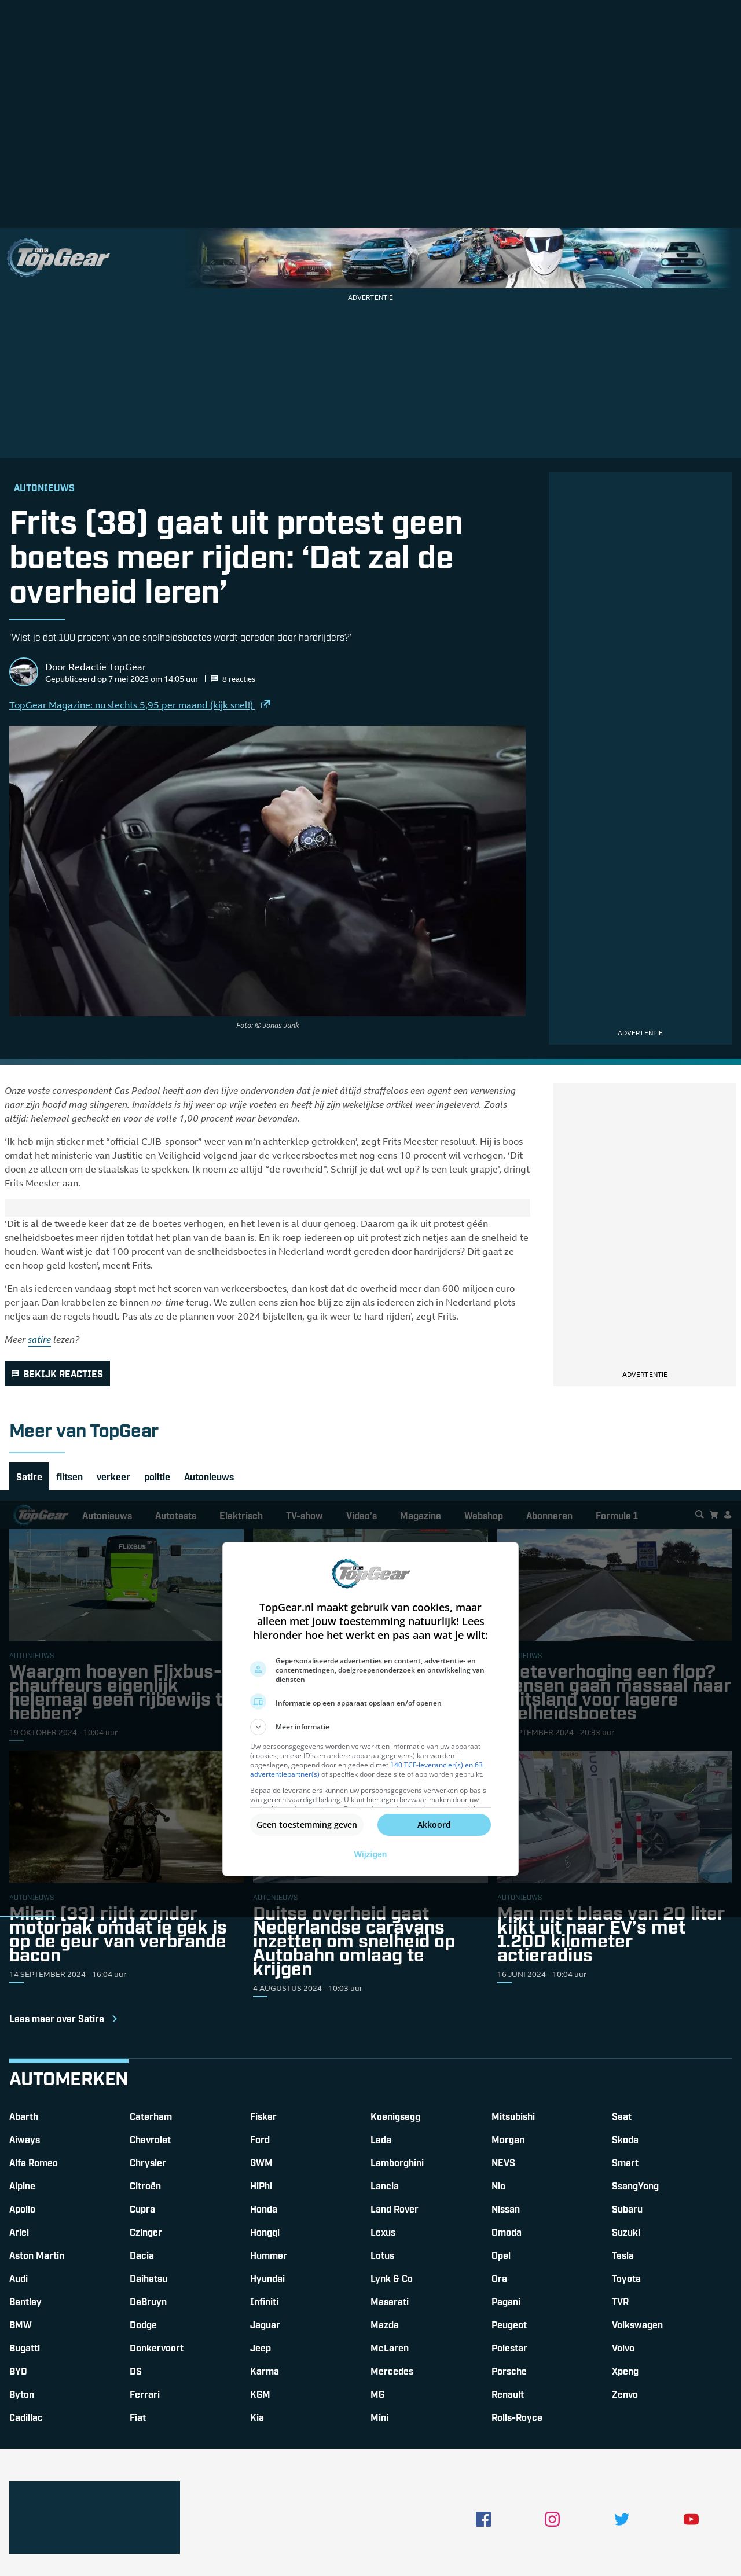 BBC
TopGear
ADVERTENTIE
AUTONIEUWS
Frits (38) gaat uit protest geen
boetes meer rijden: ‘Dat zal de
overheid leren’
‘Wist je dat 100 procent van de snelheidsboetes wordt gereden door hardrijders?’
Door Redactie TopGear
Gepubliceerd op 7 mei 2023 om 14:05 uur | 8 reacties
TopGear Magazine: nu slechts 5,95 per maand (kijk snel!)
Foto: © Jonas Junk
ADVERTENTIE
Onze vaste correspondent Cas Pedaal heeft aan den lijve ondervonden dat je niet áltijd straffeloos een agent een verwensing
naar zijn hoofd mag slingeren. Inmiddels is hij weer op vrije voeten en heeft hij zijn wekelijkse artikel weer ingeleverd. Zoals
altijd: helemaal gecheckt en voor de volle 1,00 procent waar bevonden.
‘Ik heb mijn sticker met “official CJIB-sponsor” weer van m’n achterklep getrokken’, zegt Frits Meester resoluut. Hij is boos
omdat het ministerie van Justitie en Veiligheid volgend jaar de verkeersboetes met nog eens 10 procent wil verhogen. ‘Dit
doen ze alleen om de staatskas te spekken. Ik noem ze altijd “de roverheid”. Schrijf je dat wel op? Is een leuk grapje’, dringt
Frits Meester aan.
‘Dit is al de tweede keer dat ze de boetes verhogen, en het leven is al duur genoeg. Daarom ga ik uit protest géén
snelheidsboetes meer rijden totdat het plan van de baan is. En ik roep iedereen op uit protest zich netjes aan de snelheid te
houden. Want wist je dat 100 procent van de snelheidsboetes in Nederland wordt gereden door hardrijders? Dit gaat ze
een hoop geld kosten’, meent Frits.
‘En als iedereen vandaag stopt met het scoren van verkeersboetes, dan kost dat de overheid meer dan 600 miljoen euro
per jaar. Dan krabbelen ze binnen no-time terug. We zullen eens zien hoe blij ze zijn als iedereen zich in Nederland plots
netjes aan de regels houdt. Pas als ze de plannen voor 2024 bijstellen, ga ik weer te hard rijden’, zegt Frits.
Meer satire lezen?
BEKIJK REACTIES
ADVERTENTIE
Meer van TopGear
Satire flitsen verkeer politie Autonieuws
TopGear Autonieuws Autotests Elektrisch TV-show Video's Magazine Webshop Abonneren Formule 1
FLIXBUS
AUTONIEUWS
Waarom hoeven Flixbus-
chauffeurs eigenlijk
helemaal geen rijbewijs t
hebben?
19 OKTOBER 2024 - 10:04 uur
TopGear
TopGear.nl maakt gebruik van cookies, maar
alleen met jouw toestemming natuurlijk! Lees
hieronder hoe het werkt en pas aan wat je wilt:
Gepersonaliseerde advertenties en content, advertentie- en
contentmetingen, doelgroepenonderzoek en ontwikkeling van
diensten
Informatie op een apparaat opslaan en/of openen
Meer informatie
Uw persoonsgegevens worden verwerkt en informatie van uw apparaat
(cookies, unieke ID's en andere apparaatgegevens) kan worden
opgeslagen, geopend door en gedeeld met 140 TCF-leverancier(s) en 63
advertentiepartner(s) of specifiek door deze site of app worden gebruikt.
Bepaalde leveranciers kunnen uw persoonsgegevens verwerken op basis
van gerechtvaardigd belang. U kunt hiertegen bezwaar maken door uw
Geen toestemming geven
Akkoord
Wijzigen
eteverhoging een flop?
ensen gaan massaal naar
itsland voor lagere
elheidsboetes
PTEMBER 2024 - 20:33 uur
AUTONIEUWS
Milan (33) rijdt zonder
motorpak omdat ie gek is
op de geur van verbrande
bacon
14 SEPTEMBER 2024 - 16:04 uur
AUTONIEUWS
Duitse overheid gaat
Nederlandse caravans
inzetten om snelheid op
Autobahn omlaag te
krijgen
4 AUGUSTUS 2024 - 10:03 uur
AUTONIEUWS
Man met blaas van 20 liter
kijkt uit naar EV’s met
1.200 kilometer
actieradius
16 JUNI 2024 - 10:04 uur
Lees meer over Satire
AUTOMERKEN
Abarth
Aiways
Alfa Romeo
Alpine
Apollo
Ariel
Aston Martin
Audi
Bentley
BMW
Bugatti
BYD
Byton
Cadillac
Caterham
Chevrolet
Chrysler
Citroën
Cupra
Czinger
Dacia
Daihatsu
DeBruyn
Dodge
Donkervoort
DS
Ferrari
Fiat
Fisker
Ford
GWM
HiPhi
Honda
Hongqi
Hummer
Hyundai
Infiniti
Jaguar
Jeep
Karma
KGM
Kia
Koenigsegg
Lada
Lamborghini
Lancia
Land Rover
Lexus
Lotus
Lynk & Co
Maserati
Mazda
McLaren
Mercedes
MG
Mini
Mitsubishi
Morgan
NEVS
Nio
Nissan
Omoda
Opel
Ora
Pagani
Peugeot
Polestar
Porsche
Renault
Rolls-Royce
Seat
Skoda
Smart
SsangYong
Subaru
Suzuki
Tesla
Toyota
TVR
Volkswagen
Volvo
Xpeng
Zenvo